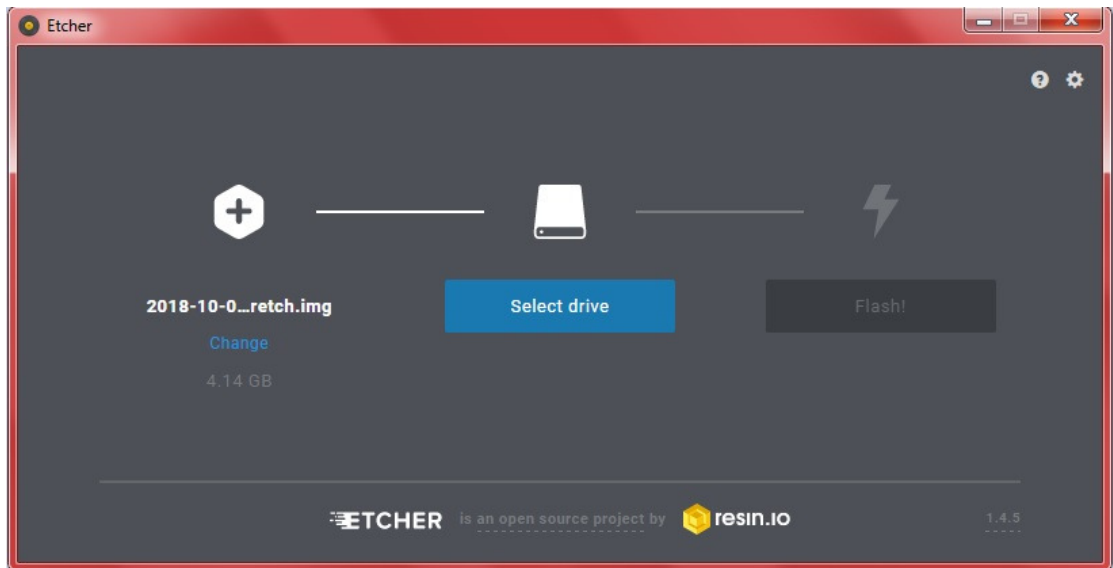 Etcher
2018-10-0...retch.img
Select drive
Flash!
Change
4.14 GB
ETCHER is an open source project by resin.io
1.4.5